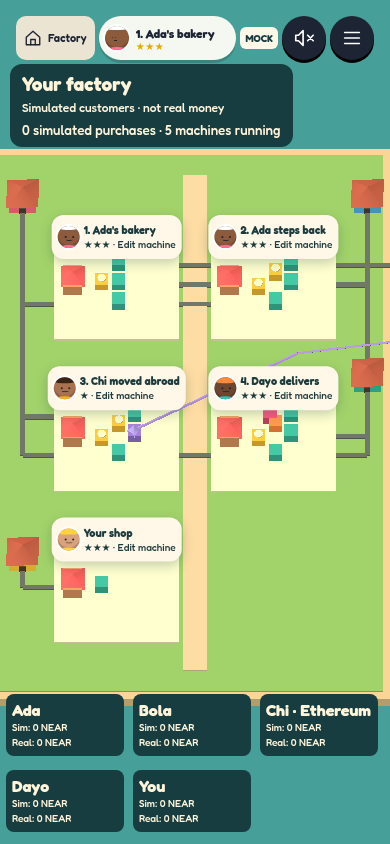 Factory
1. Ada's bakery
★★★
MOCK
Your factory
Simulated customers · not real money
0 simulated purchases · 5 machines running
1. Ada's bakery
★★★ · Edit machine
2. Ada steps back
★★★ · Edit machine
3. Chi moved abroad
★ · Edit machine
4. Dayo delivers
★★★ · Edit machine
Your shop
★★★ · Edit machine
Ada
Sim: 0 NEAR
Real: 0 NEAR
Bola
Sim: 0 NEAR
Real: 0 NEAR
Chi · Ethereum
Sim: 0 NEAR
Real: 0 NEAR
Dayo
Sim: 0 NEAR
Real: 0 NEAR
You
Sim: 0 NEAR
Real: 0 NEAR